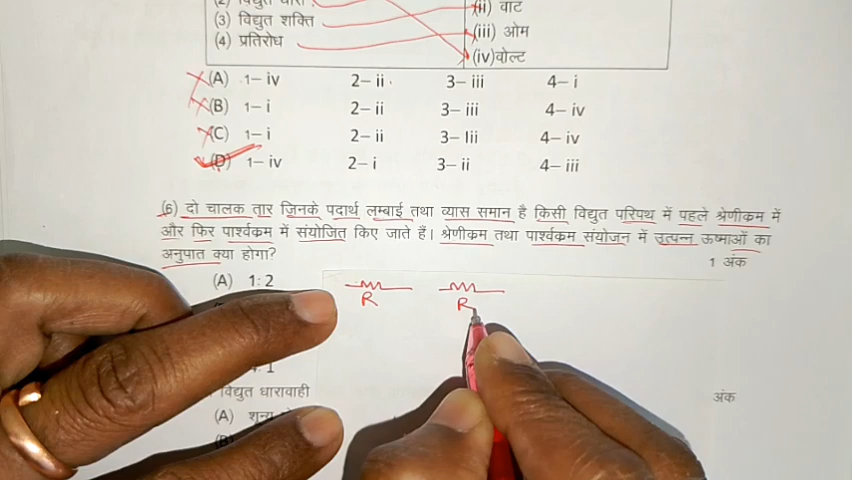 (3) विद्युत शक्ति
(ii) वाट
(4) प्रतिरोध
(iii) ओम
(iv)वोल्ट
(A) 1– iv 2– ii 3– iii 4– i
(B) 1– i 2– ii 3– iii 4– iv
(C) 1– i 2– ii 3– Iii 4– iv
(D) 1– iv 2– i 3– ii 4– iii
(6) दो चालक तार जिनके पदार्थ लम्बाई तथा व्यास समान है किसी विद्युत परिपथ में पहले श्रेणीक्रम में
और फिर पार्श्वक्रम में संयोजित किए जाते हैं। श्रेणीक्रम तथा पार्श्वक्रम संयोजन में उत्पन्न ऊष्माओं का
अनुपात क्या होगा?
1 अंक
(A) 1: 2
R R
विद्युत धारावाही
अंक
(A)
(B)